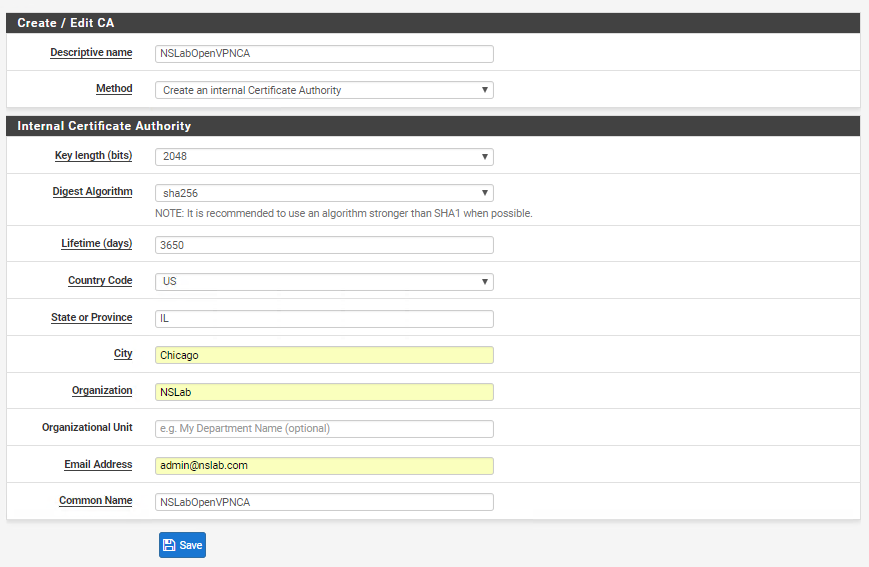 Create / Edit CA
Descriptive name NSLabOpenVPNCA
Method Create an internal Certificate Authority
Internal Certificate Authority
Key length (bits) 2048
Digest Algorithm sha256
NOTE: It is recommended to use an algorithm stronger than SHA1 when possible.
Lifetime (days) 3650
Country Code US
State or Province IL
City Chicago
Organization NSLab
Organizational Unit e.g. My Department Name (optional)
Email Address admin@nslab.com
Common Name NSLabOpenVPNCA
Save